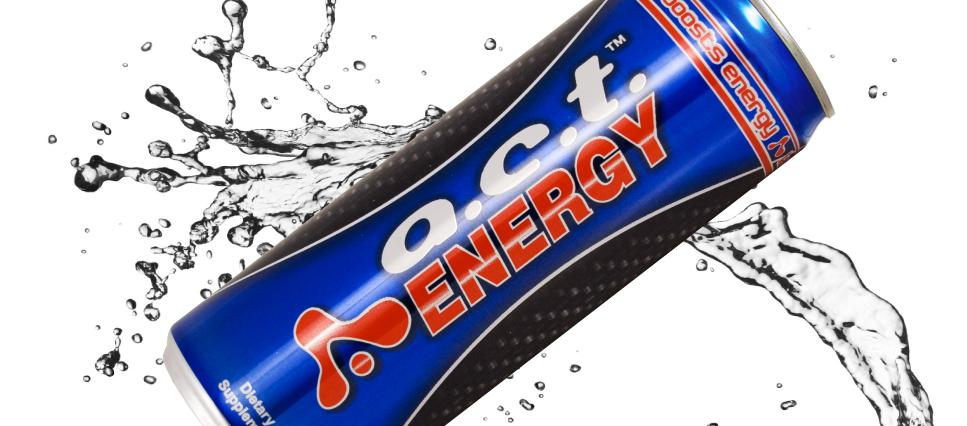 boosts energy
a.c.t.™
ENERGY
Dietary